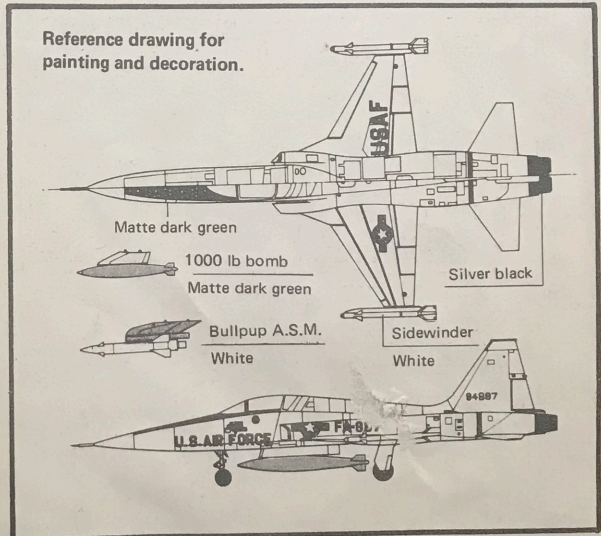 Reference drawing for
painting and decoration.
USAF
Matte dark green
1000 lb bomb
Matte dark green
Silver black
Bullpup A.S.M.
White
Sidewinder
White
94987
U.S.AIR FORCE